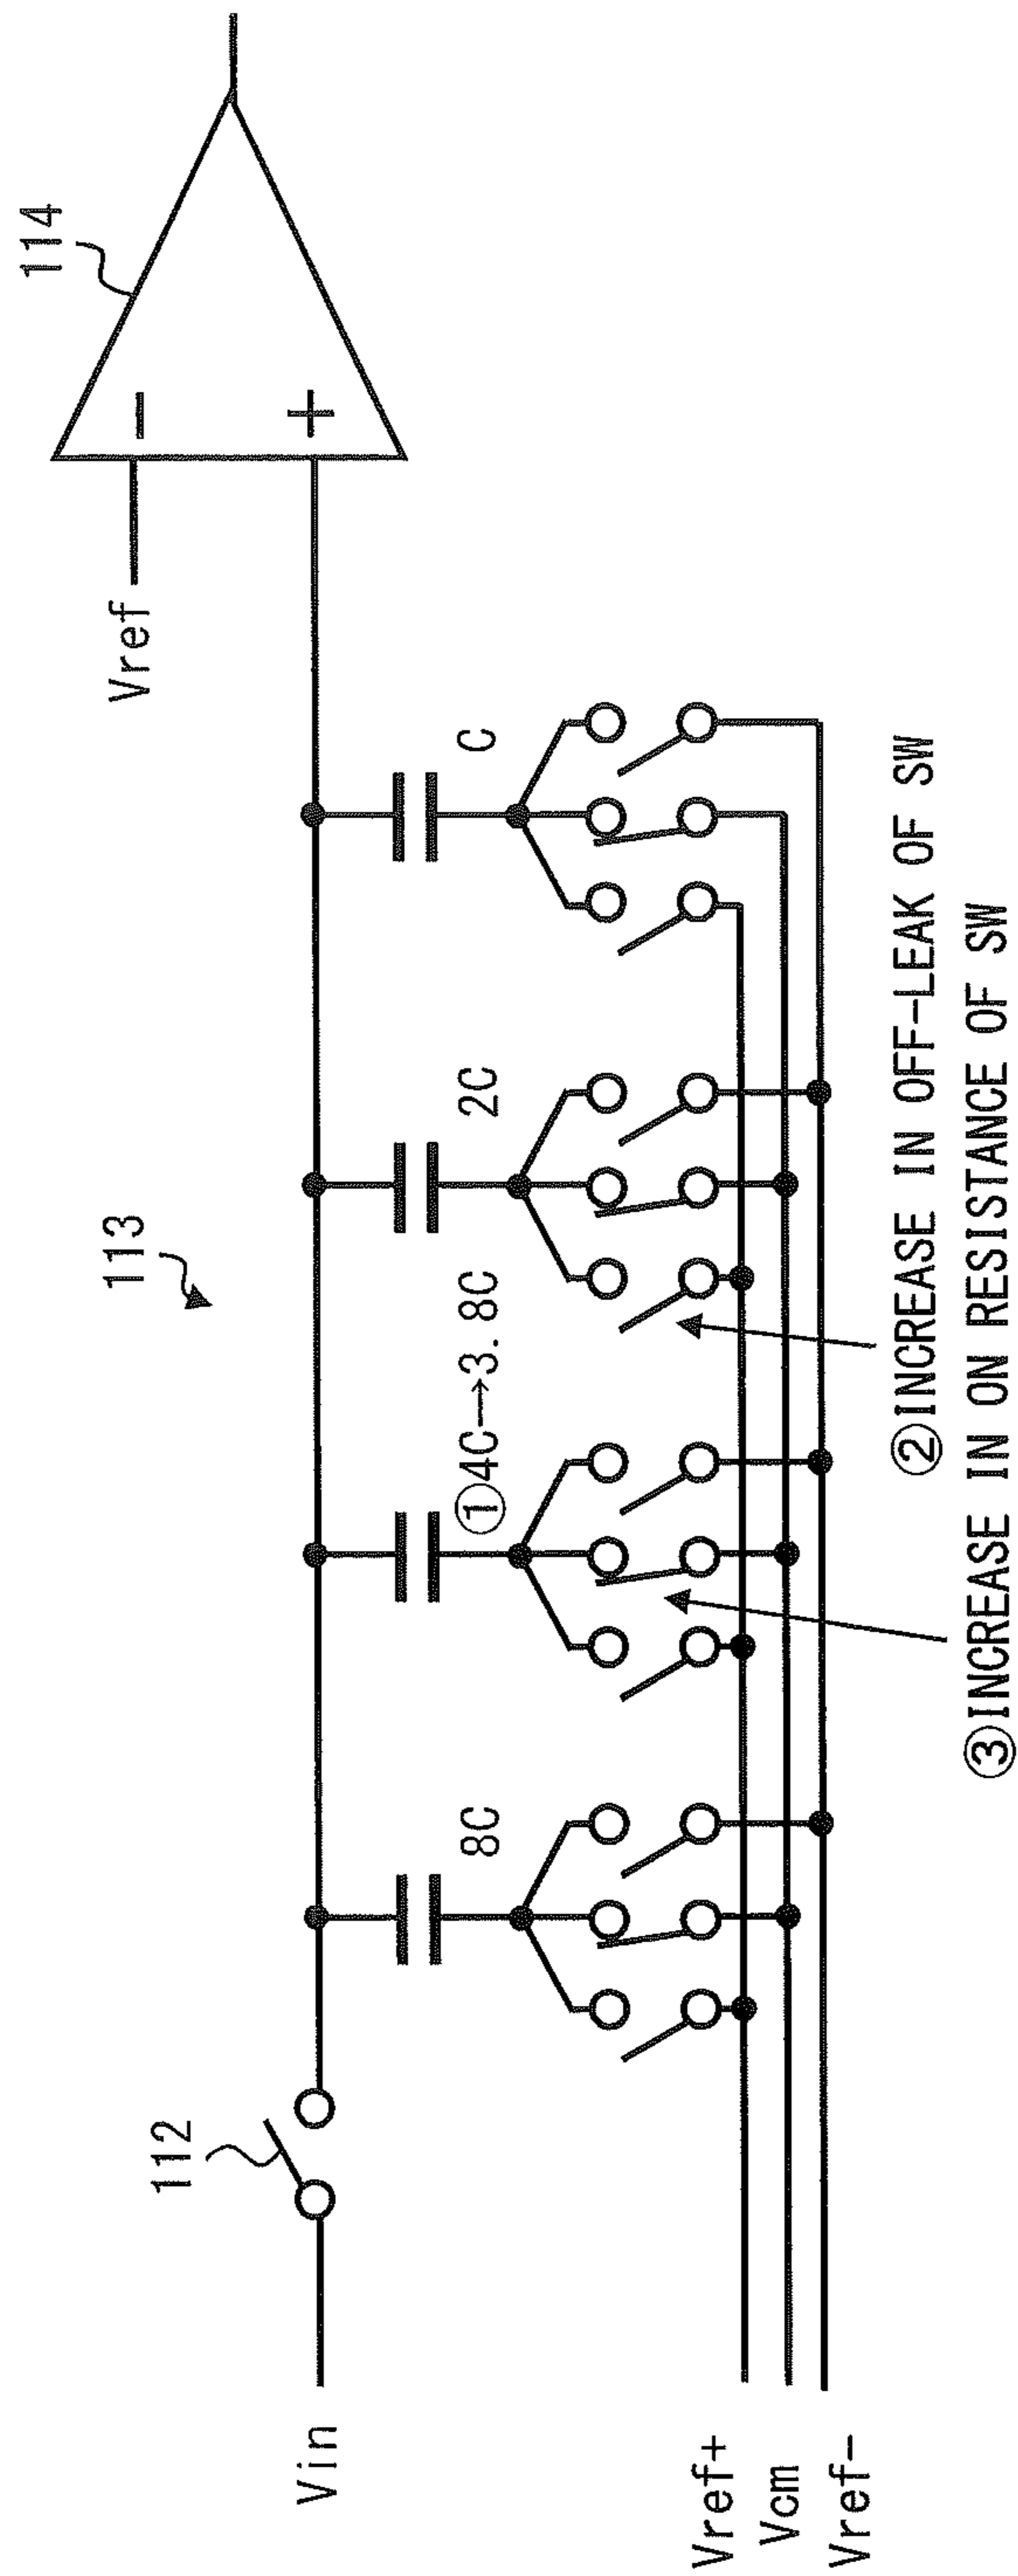 114
Vref
−
+
113
112
Vin
8C
①4C→3.8C
2C
C
Vref+
Vcm
Vref-
②INCREASE IN OFF-LEAK OF SW
③INCREASE IN ON RESISTANCE OF SW